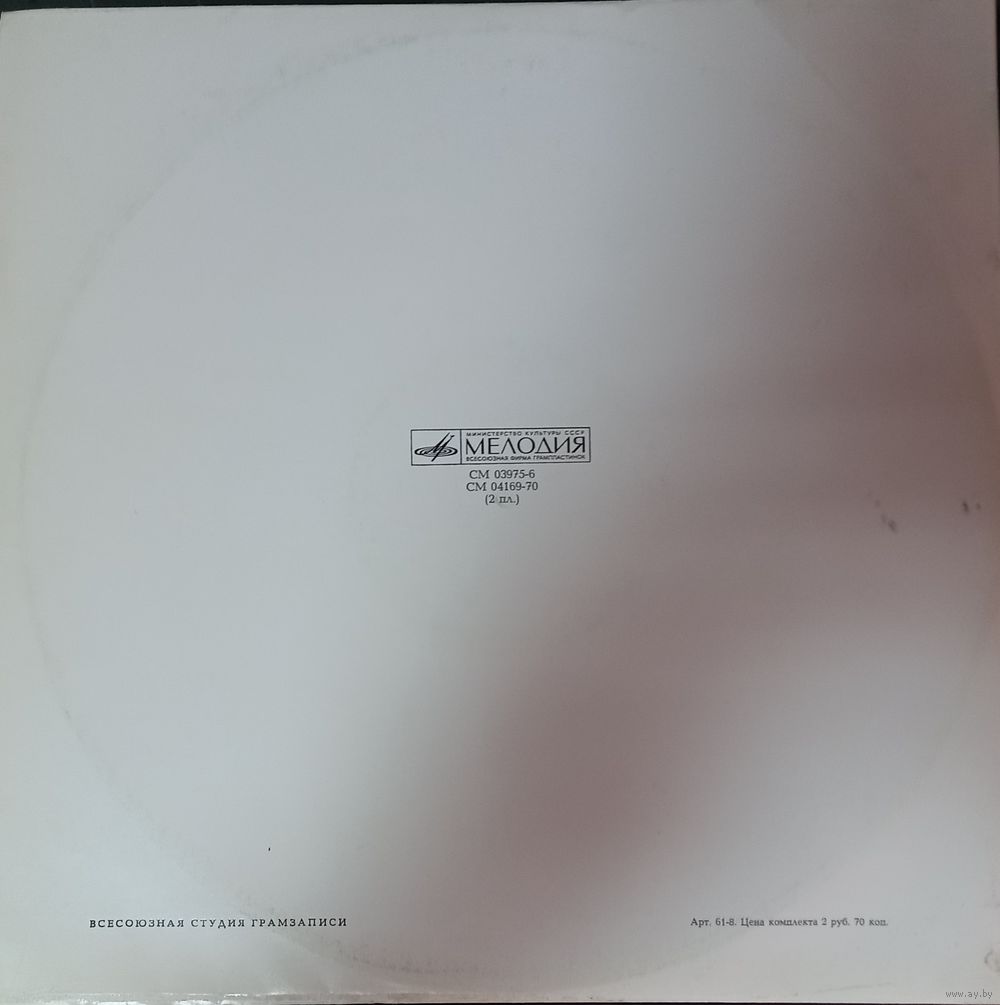 МИНИСТЕРСТВО КУЛЬТУРЫ СССР
МЕЛОДИЯ
ВСЕСОЮЗНАЯ ФИРМА ГРАМПЛАСТИНОК
СМ 03975-6
СМ 04169-70
(2 пл.)
ВСЕСОЮЗНАЯ СТУДИЯ ГРАМЗАПИСИ
Арт. 61-8. Цена комплекта 2 руб. 70 коп.
www.ay.by